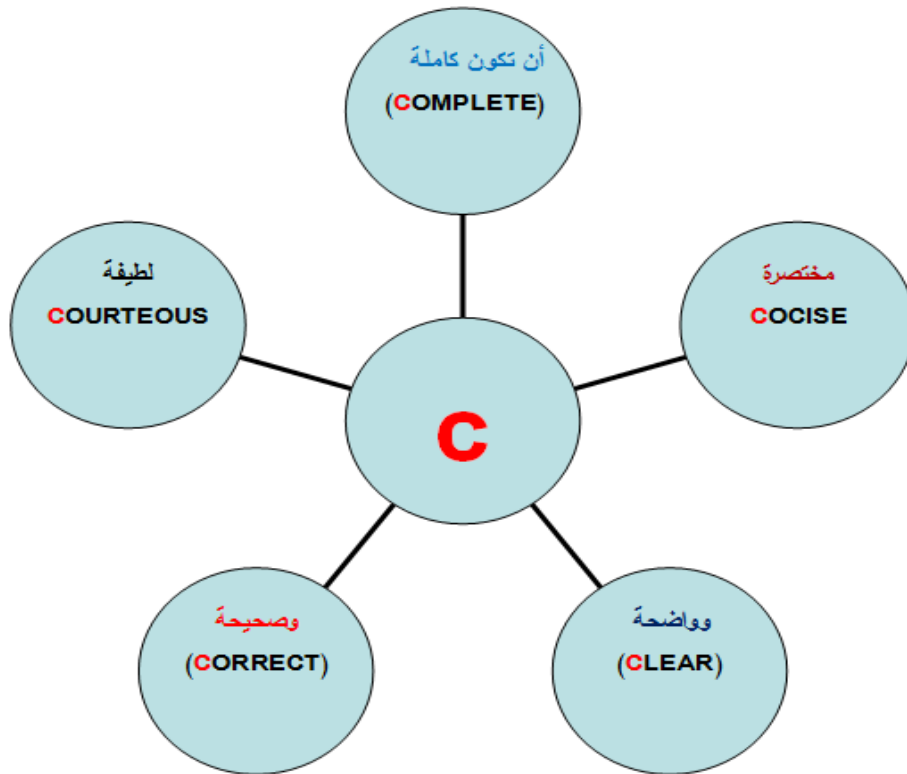 أن تكون كاملة
(COMPLETE)
لطيفة
COURTEOUS
مختصرة
COCISE
C
وصحيحة
(CORRECT)
وواضحة
(CLEAR)